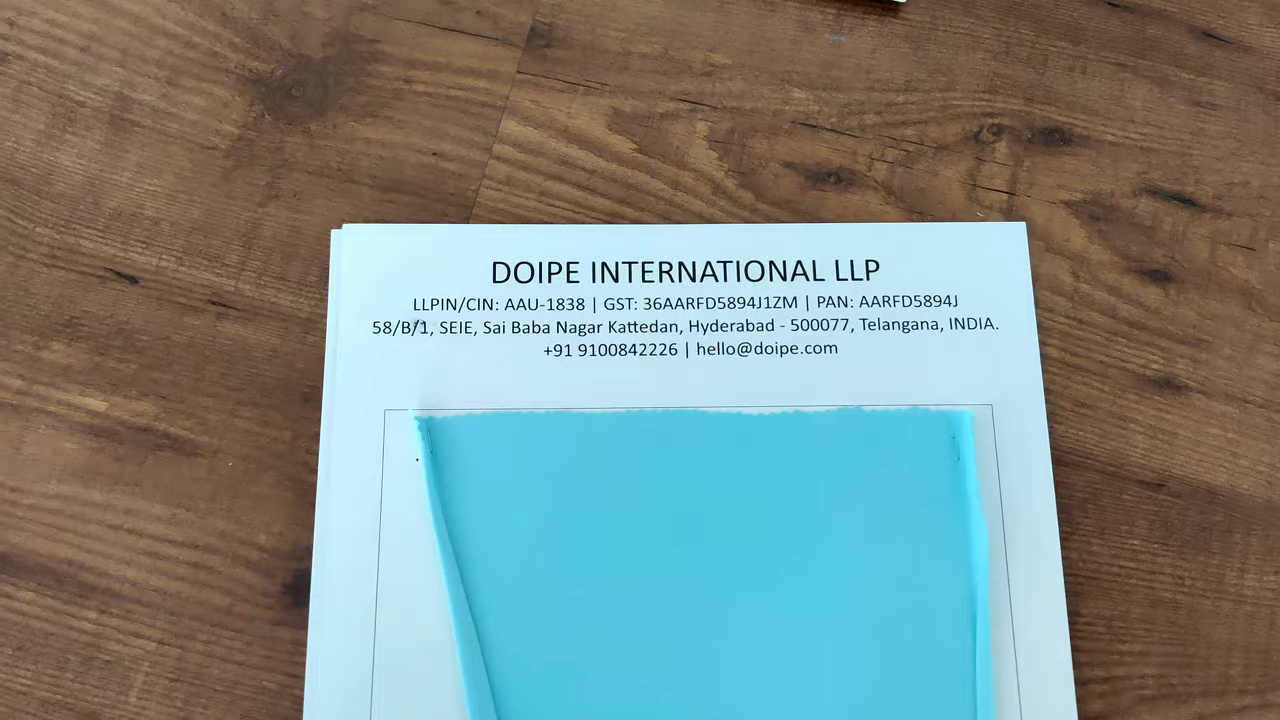 DOIPE INTERNATIONAL LLP
LLPIN/CIN: AAU-1838 | GST: 36AARFD5894J1ZM | PAN: AARFD5894J
58/B/1, SEIE, Sai Baba Nagar Kattedan, Hyderabad - 500077, Telangana, INDIA.
+91 9100842226 | hello@doipe.com